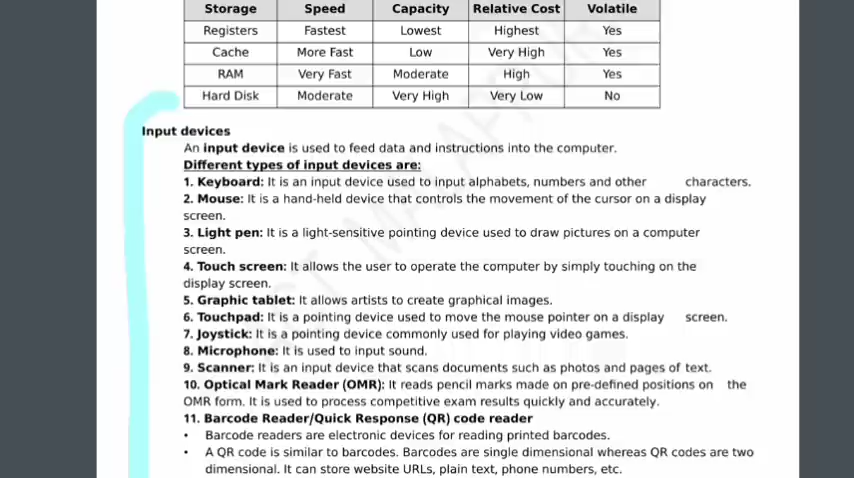 Storage Speed Capacity Relative Cost Volatile
Registers Fastest Lowest Highest Yes
Cache More Fast Low Very High Yes
RAM Very Fast Moderate High Yes
Hard Disk Moderate Very High Very Low No
Input devices
An input device is used to feed data and instructions into the computer.
Different types of input devices are:
1. Keyboard: It is an input device used to input alphabets, numbers and other characters.
2. Mouse: It is a hand-held device that controls the movement of the cursor on a display
screen.
3. Light pen: It is a light-sensitive pointing device used to draw pictures on a computer
screen.
4. Touch screen: It allows the user to operate the computer by simply touching on the
display screen.
5. Graphic tablet: It allows artists to create graphical images.
6. Touchpad: It is a pointing device used to move the mouse pointer on a display screen.
7. Joystick: It is a pointing device commonly used for playing video games.
8. Microphone: It is used to input sound.
9. Scanner: It is an input device that scans documents such as photos and pages of text.
10. Optical Mark Reader (OMR): It reads pencil marks made on pre-defined positions on the
OMR form. It is used to process competitive exam results quickly and accurately.
11. Barcode Reader/Quick Response (QR) code reader
• Barcode readers are electronic devices for reading printed barcodes.
• A QR code is similar to barcodes. Barcodes are single dimensional whereas QR codes are two
dimensional. It can store website URLs, plain text, phone numbers, etc.